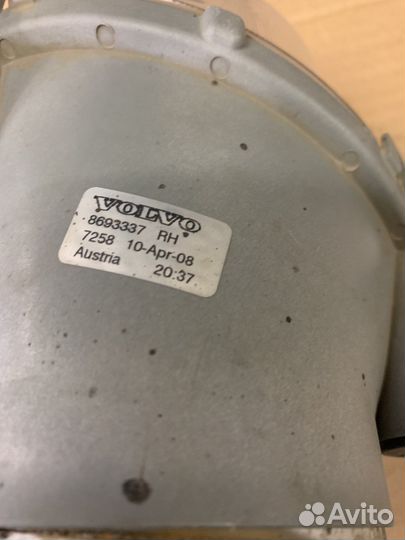 VOLVO
8693337 RH
7258 10-Apr-08
Austria 20:37
Avito